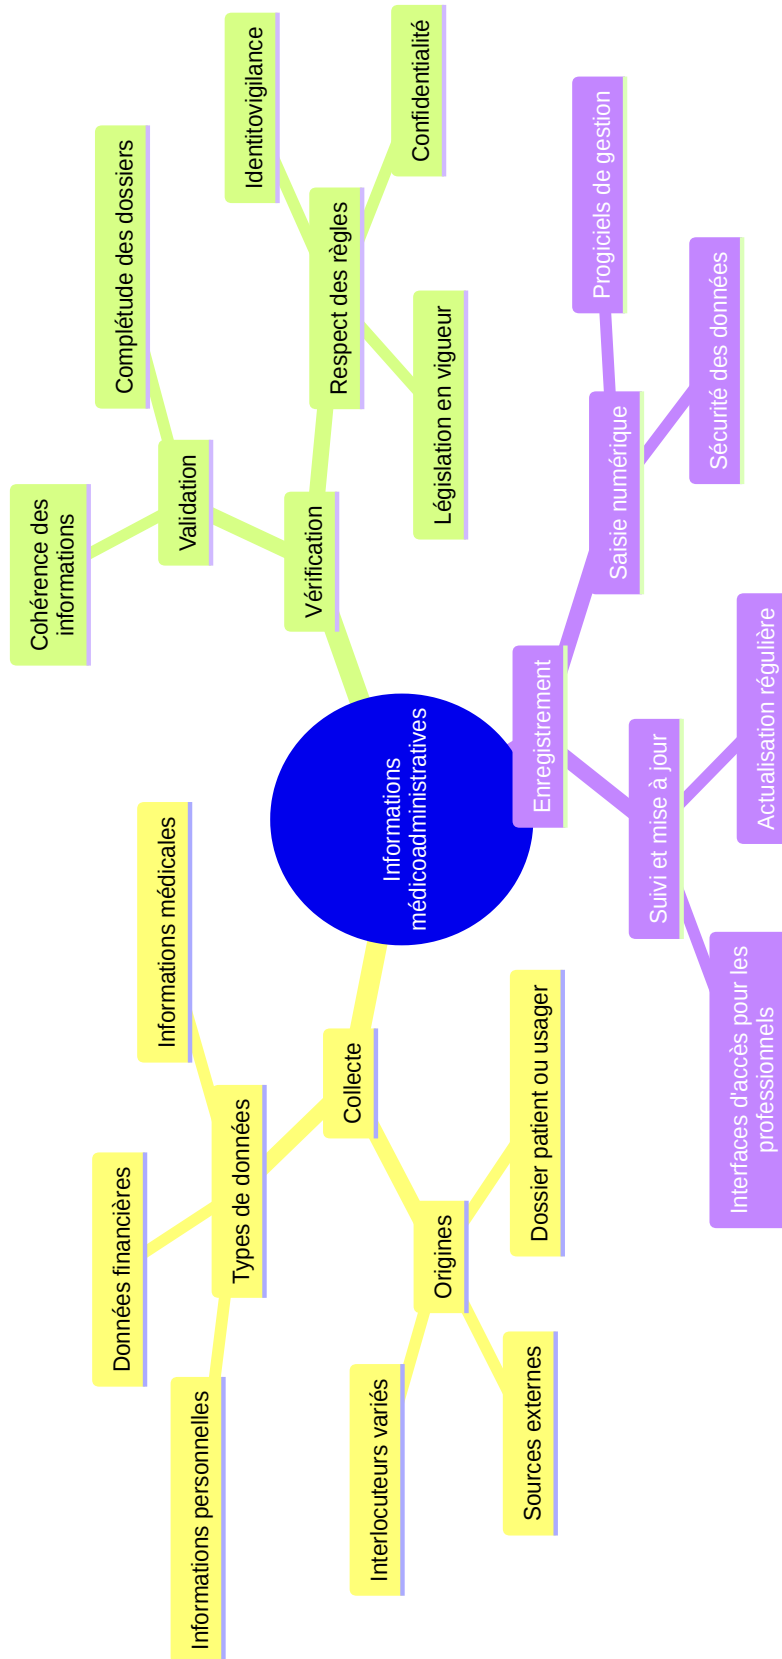 Informations
médicoadministratives
Collecte
Types de données
Informations personnelles
Données financières
Informations médicales
Origines
Interlocuteurs variés
Sources externes
Dossier patient ou usager
Vérification
Validation
Cohérence des
informations
Complétude des dossiers
Respect des règles
Identitovigilance
Confidentialité
Législation en vigueur
Enregistrement
Saisie numérique
Progiciels de gestion
Sécurité des données
Suivi et mise à jour
Actualisation régulière
Interfaces d'accès pour les
professionnels